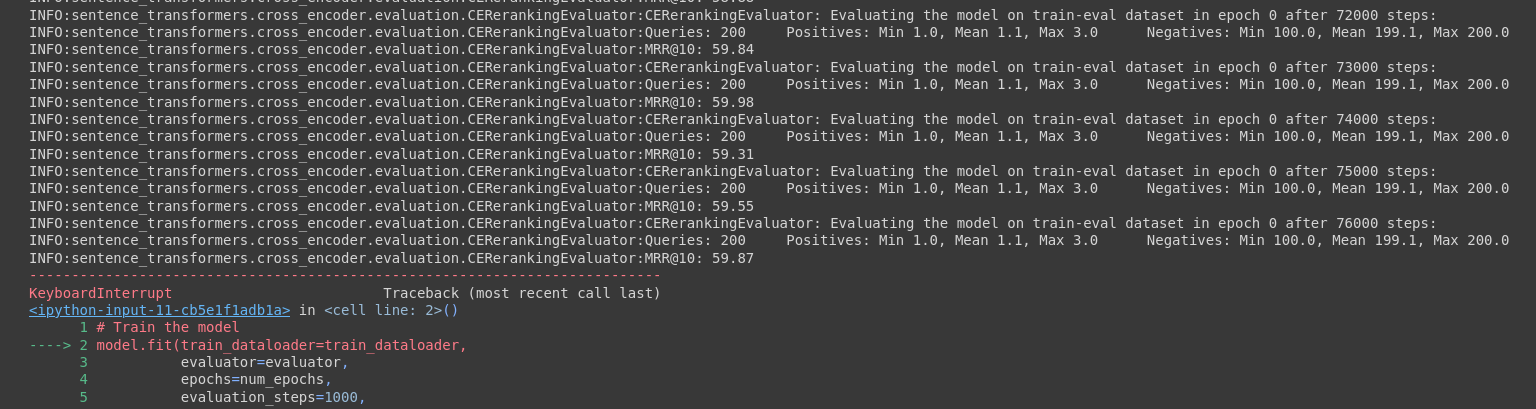 INFO:sentence_transformers.cross_encoder.evaluation.CERerankingEvaluator:CERerankingEvaluator: Evaluating the model on train-eval dataset in epoch 0 after 72000 steps:
INFO:sentence_transformers.cross_encoder.evaluation.CERerankingEvaluator:Queries: 200     Positives: Min 1.0, Mean 1.1, Max 3.0      Negatives: Min 100.0, Mean 199.1, Max 200.0
INFO:sentence_transformers.cross_encoder.evaluation.CERerankingEvaluator:MRR@10: 59.84
INFO:sentence_transformers.cross_encoder.evaluation.CERerankingEvaluator:CERerankingEvaluator: Evaluating the model on train-eval dataset in epoch 0 after 73000 steps:
INFO:sentence_transformers.cross_encoder.evaluation.CERerankingEvaluator:Queries: 200     Positives: Min 1.0, Mean 1.1, Max 3.0      Negatives: Min 100.0, Mean 199.1, Max 200.0
INFO:sentence_transformers.cross_encoder.evaluation.CERerankingEvaluator:MRR@10: 59.98
INFO:sentence_transformers.cross_encoder.evaluation.CERerankingEvaluator:CERerankingEvaluator: Evaluating the model on train-eval dataset in epoch 0 after 74000 steps:
INFO:sentence_transformers.cross_encoder.evaluation.CERerankingEvaluator:Queries: 200     Positives: Min 1.0, Mean 1.1, Max 3.0      Negatives: Min 100.0, Mean 199.1, Max 200.0
INFO:sentence_transformers.cross_encoder.evaluation.CERerankingEvaluator:MRR@10: 59.31
INFO:sentence_transformers.cross_encoder.evaluation.CERerankingEvaluator:CERerankingEvaluator: Evaluating the model on train-eval dataset in epoch 0 after 75000 steps:
INFO:sentence_transformers.cross_encoder.evaluation.CERerankingEvaluator:Queries: 200     Positives: Min 1.0, Mean 1.1, Max 3.0      Negatives: Min 100.0, Mean 199.1, Max 200.0
INFO:sentence_transformers.cross_encoder.evaluation.CERerankingEvaluator:MRR@10: 59.55
INFO:sentence_transformers.cross_encoder.evaluation.CERerankingEvaluator:CERerankingEvaluator: Evaluating the model on train-eval dataset in epoch 0 after 76000 steps:
INFO:sentence_transformers.cross_encoder.evaluation.CERerankingEvaluator:Queries: 200     Positives: Min 1.0, Mean 1.1, Max 3.0      Negatives: Min 100.0, Mean 199.1, Max 200.0
INFO:sentence_transformers.cross_encoder.evaluation.CERerankingEvaluator:MRR@10: 59.87
---------------------------------------------------------------------------
KeyboardInterrupt                         Traceback (most recent call last)
<ipython-input-11-cb5e1f1adb1a> in <cell line: 2>()
      1 # Train the model
----> 2 model.fit(train_dataloader=train_dataloader,
      3           evaluator=evaluator,
      4           epochs=num_epochs,
      5           evaluation_steps=1000,